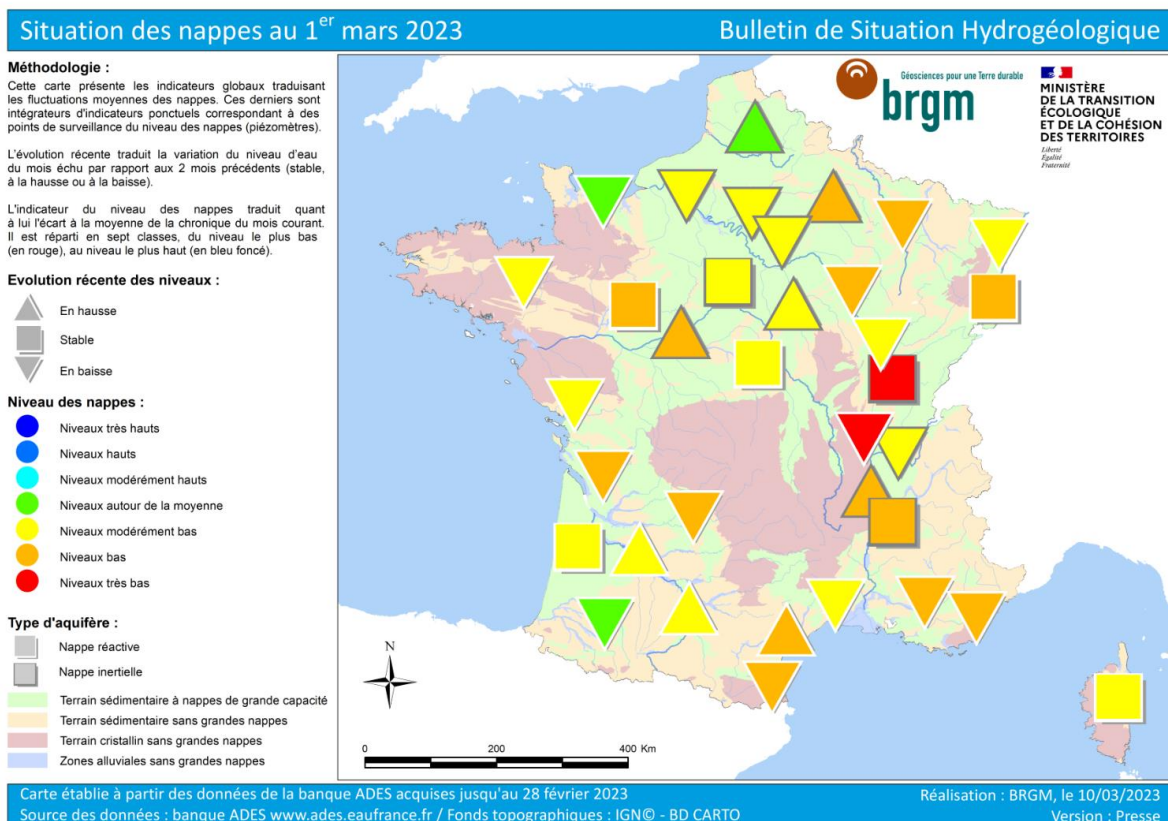 Situation des nappes au 1er mars 2023
Bulletin de Situation Hydrogéologique
Méthodologie :
Cette carte présente les indicateurs globaux traduisant
les fluctuations moyennes des nappes. Ces derniers sont
intégrateurs d'indicateurs ponctuels correspondant à des
points de surveillance du niveau des nappes (piézomètres).
L'évolution récente traduit la variation du niveau d'eau
du mois échu par rapport aux 2 mois précédents (stable,
à la hausse ou à la baisse).
L'indicateur du niveau des nappes traduit quant
à lui l'écart à la moyenne de la chronique du mois courant.
Il est réparti en sept classes, du niveau le plus bas
(en rouge), au niveau le plus haut (en bleu foncé).
Evolution récente des niveaux :
En hausse
Stable
En baisse
Niveau des nappes :
Niveaux très hauts
Niveaux hauts
Niveaux modérément hauts
Niveaux autour de la moyenne
Niveaux modérément bas
Niveaux bas
Niveaux très bas
Type d'aquifère :
Nappe réactive
Nappe inertielle
Terrain sédimentaire à nappes de grande capacité
Terrain sédimentaire sans grandes nappes
Terrain cristallin sans grandes nappes
Zones alluviales sans grandes nappes
Géosciences pour une Terre durable
brgm
MINISTÈRE
DE LA TRANSITION
ÉCOLOGIQUE
ET DE LA COHÉSION
DES TERRITOIRES
Liberté
Égalité
Fraternité
N
0 200 400 Km
Carte établie à partir des données de la banque ADES acquises jusqu'au 28 février 2023
Source des données : banque ADES www.ades.eaufrance.fr / Fonds topographiques : IGN© - BD CARTO
Réalisation : BRGM, le 10/03/2023
Version : Presse